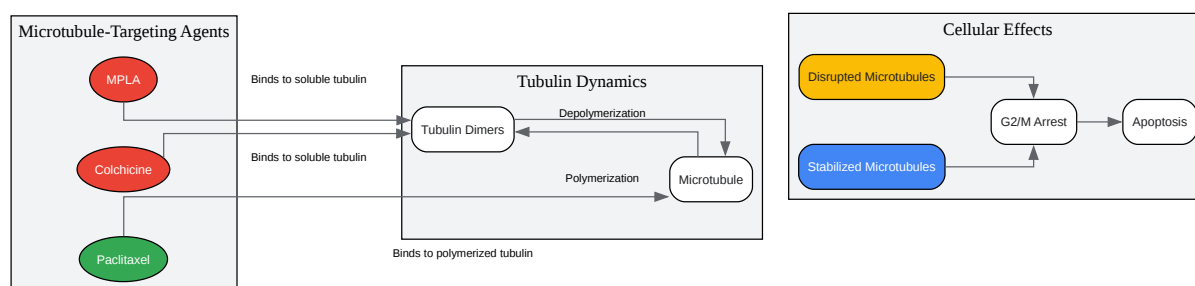 Microtubule-Targeting Agents
MPLA
Colchicine
Paclitaxel
Binds to soluble tubulin
Binds to soluble tubulin
Binds to polymerized tubulin
Tubulin Dynamics
Tubulin Dimers
Depolymerization
Polymerization
Microtubule
Cellular Effects
Disrupted Microtubules
Stabilized Microtubules
G2/M Arrest
Apoptosis